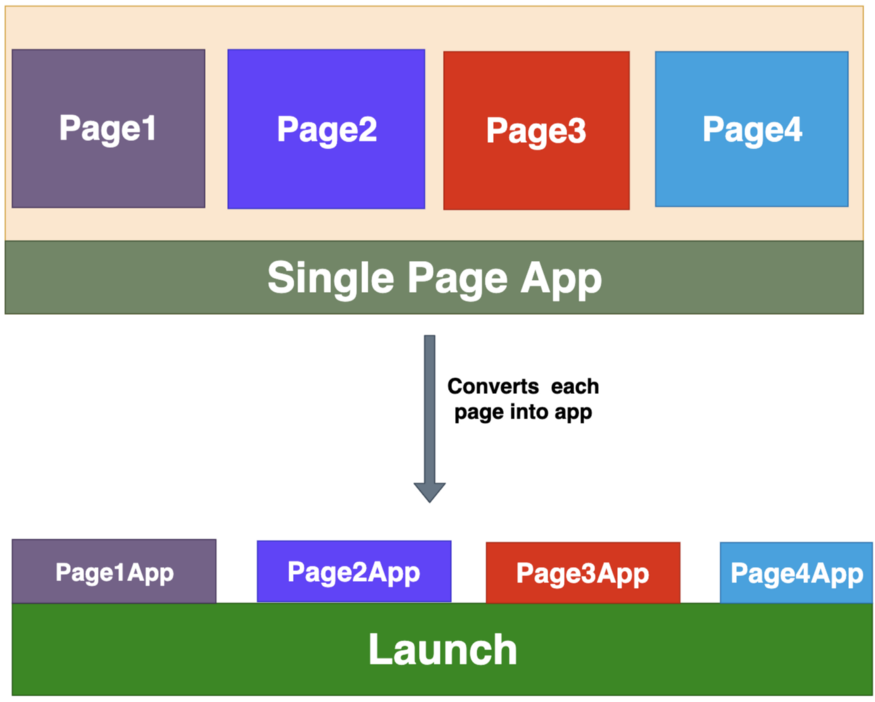 Page1
Page2
Page3
Page4
Single Page App
Converts each
page into app
Page1App
Page2App
Page3App
Page4App
Launch